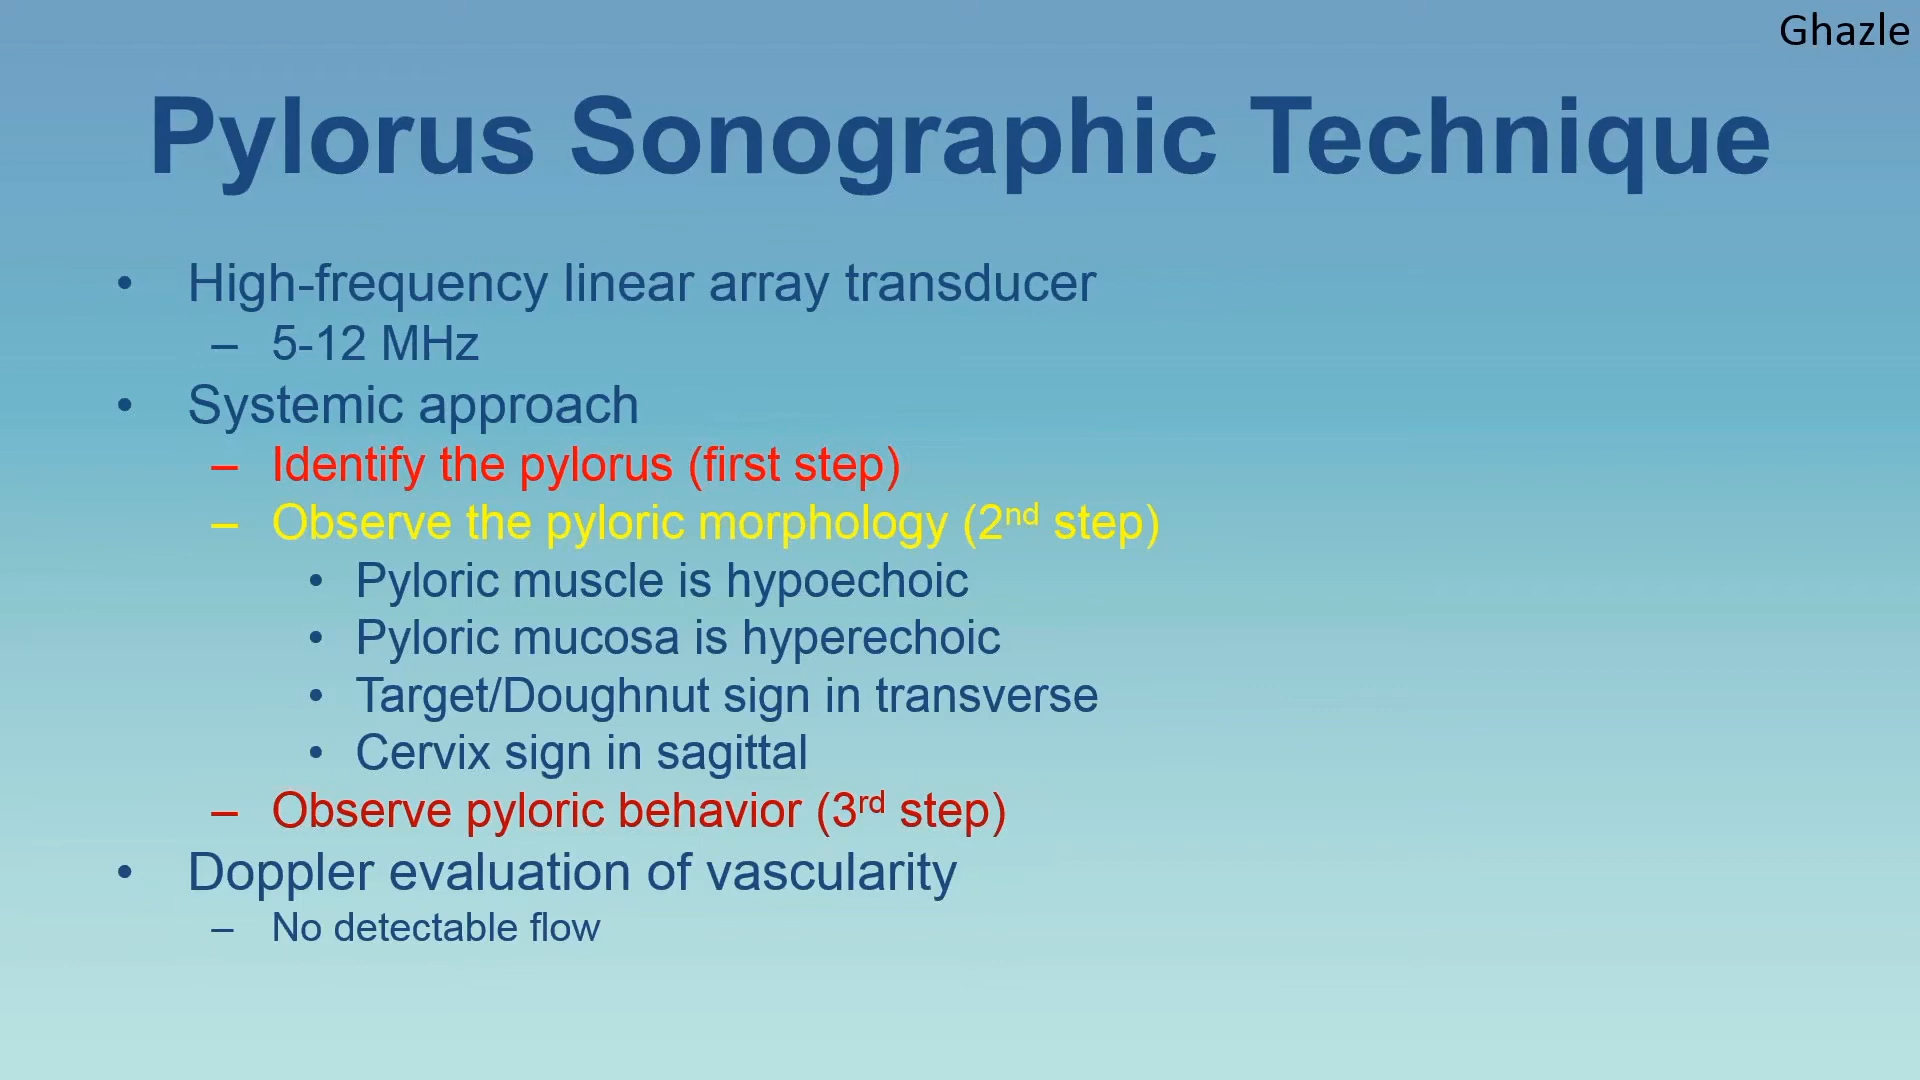 Ghazle
Pylorus Sonographic Technique
• High-frequency linear array transducer
– 5-12 MHz
• Systemic approach
– Identify the pylorus (first step)
– Observe the pyloric morphology (2nd step)
• Pyloric muscle is hypoechoic
• Pyloric mucosa is hyperechoic
• Target/Doughnut sign in transverse
• Cervix sign in sagittal
– Observe pyloric behavior (3rd step)
• Doppler evaluation of vascularity
– No detectable flow